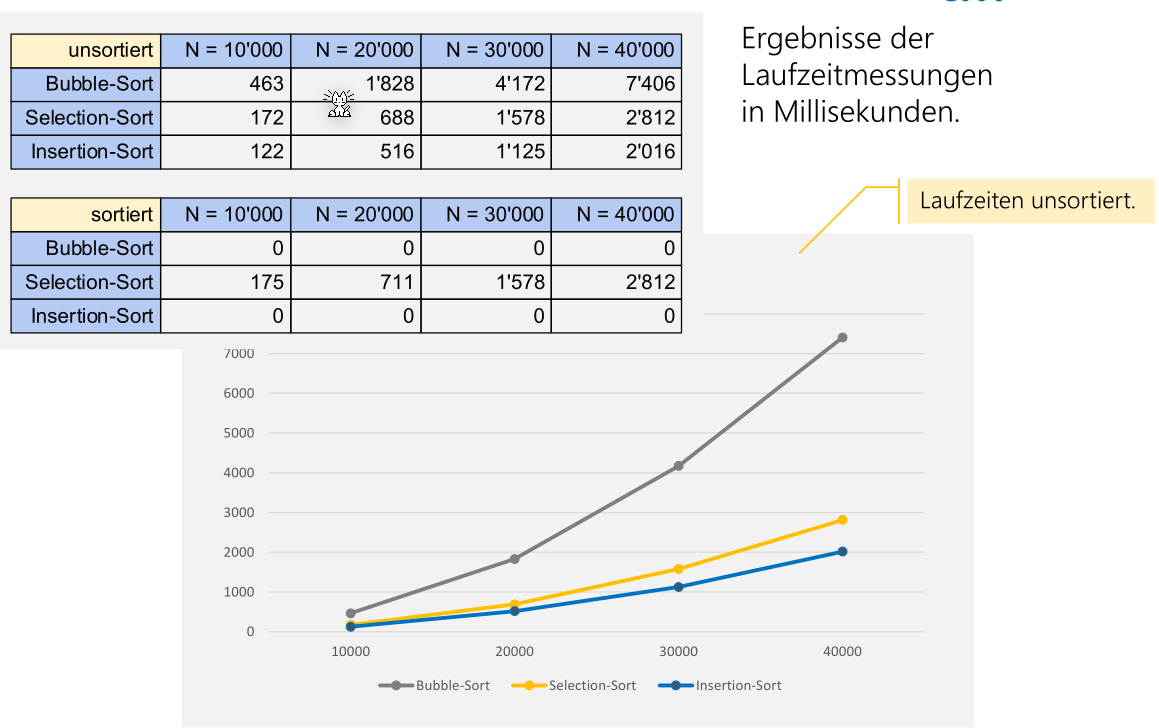 Ergebnisse der
Laufzeitmessungen
in Millisekunden.
unsortiert N = 10'000 N = 20'000 N = 30'000 N = 40'000
Bubble-Sort 463 1'828 4'172 7'406
Selection-Sort 172 688 1'578 2'812
Insertion-Sort 122 516 1'125 2'016
sortiert N = 10'000 N = 20'000 N = 30'000 N = 40'000
Bubble-Sort 0 0 0 0
Selection-Sort 175 711 1'578 2'812
Insertion-Sort 0 0 0 0
Laufzeiten unsortiert.
7000
6000
5000
4000
3000
2000
1000
0
10000 20000 30000 40000
Bubble-Sort Selection-Sort Insertion-Sort